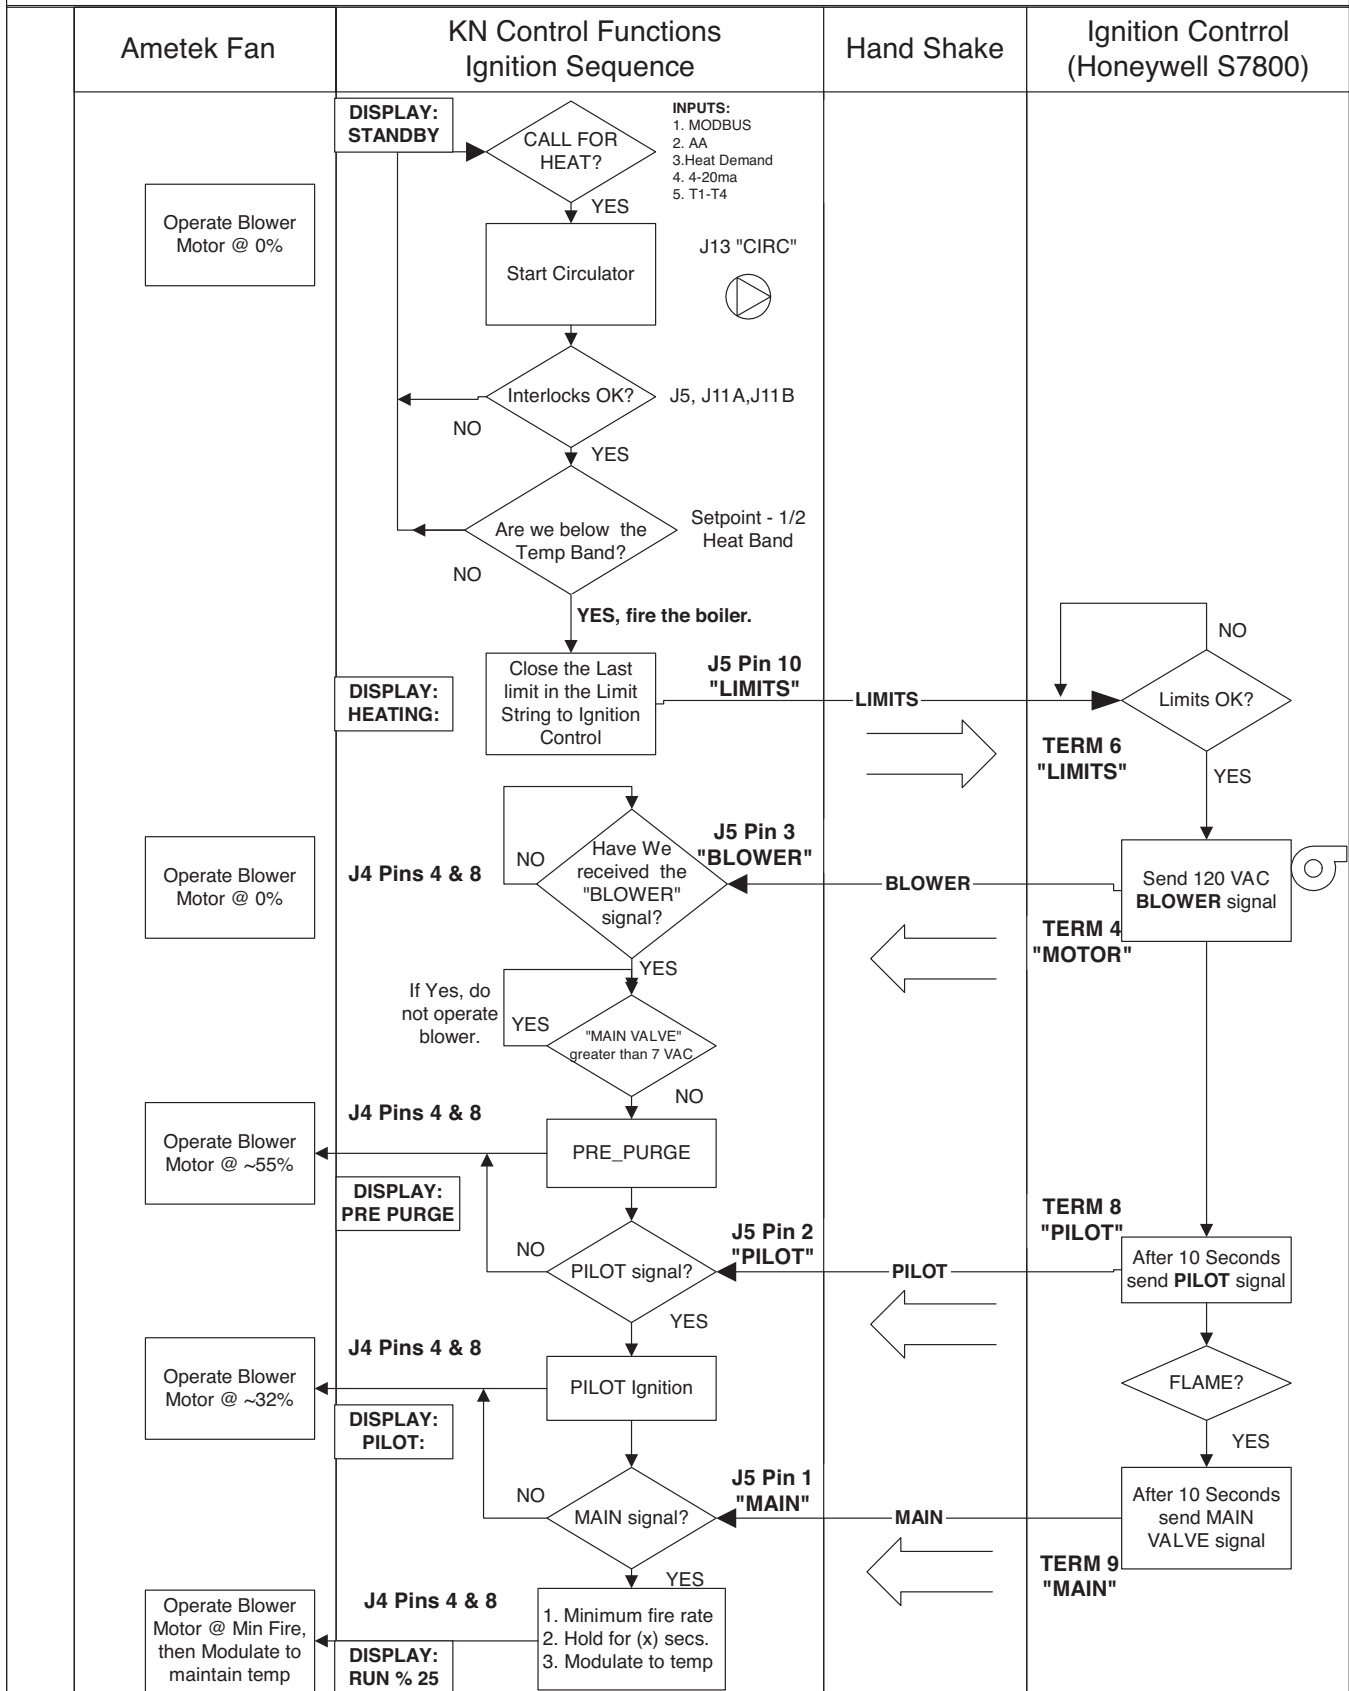 Ametek Fan
KN Control Functions
Ignition Sequence
Hand Shake
Ignition Contrrol
(Honeywell S7800)
DISPLAY:
STANDBY
CALL FOR
HEAT?
INPUTS:
1. MODBUS
2. AA
3.Heat Demand
4. 4-20ma
5. T1-T4
YES
Operate Blower
Motor @ 0%
Start Circulator
J13 "CIRC"
Interlocks OK?
J5, J11A,J11B
NO
YES
Are we below the
Temp Band?
Setpoint - 1/2
Heat Band
NO
YES, fire the boiler.
DISPLAY:
HEATING:
Close the Last
limit in the Limit
String to Ignition
Control
J5 Pin 10
"LIMITS"
LIMITS
NO
Limits OK?
TERM 6
"LIMITS"
YES
Operate Blower
Motor @ 0%
J4 Pins 4 & 8
NO
Have We
received the
"BLOWER"
signal?
J5 Pin 3
"BLOWER"
BLOWER
Send 120 VAC
BLOWER signal
TERM 4
"MOTOR"
YES
If Yes, do
not operate
blower.
YES
"MAIN VALVE"
greater than 7 VAC
NO
J4 Pins 4 & 8
Operate Blower
Motor @ ~55%
PRE_PURGE
DISPLAY:
PRE PURGE
NO
PILOT signal?
J5 Pin 2
"PILOT"
PILOT
TERM 8
"PILOT"
After 10 Seconds
send PILOT signal
YES
J4 Pins 4 & 8
Operate Blower
Motor @ ~32%
PILOT Ignition
DISPLAY:
PILOT:
FLAME?
YES
NO
MAIN signal?
J5 Pin 1
"MAIN"
MAIN
After 10 Seconds
send MAIN
VALVE signal
TERM 9
"MAIN"
YES
J4 Pins 4 & 8
Operate Blower
Motor @ Min Fire,
then Modulate to
maintain temp
1. Minimum fire rate
2. Hold for (x) secs.
3. Modulate to temp
DISPLAY:
RUN % 25